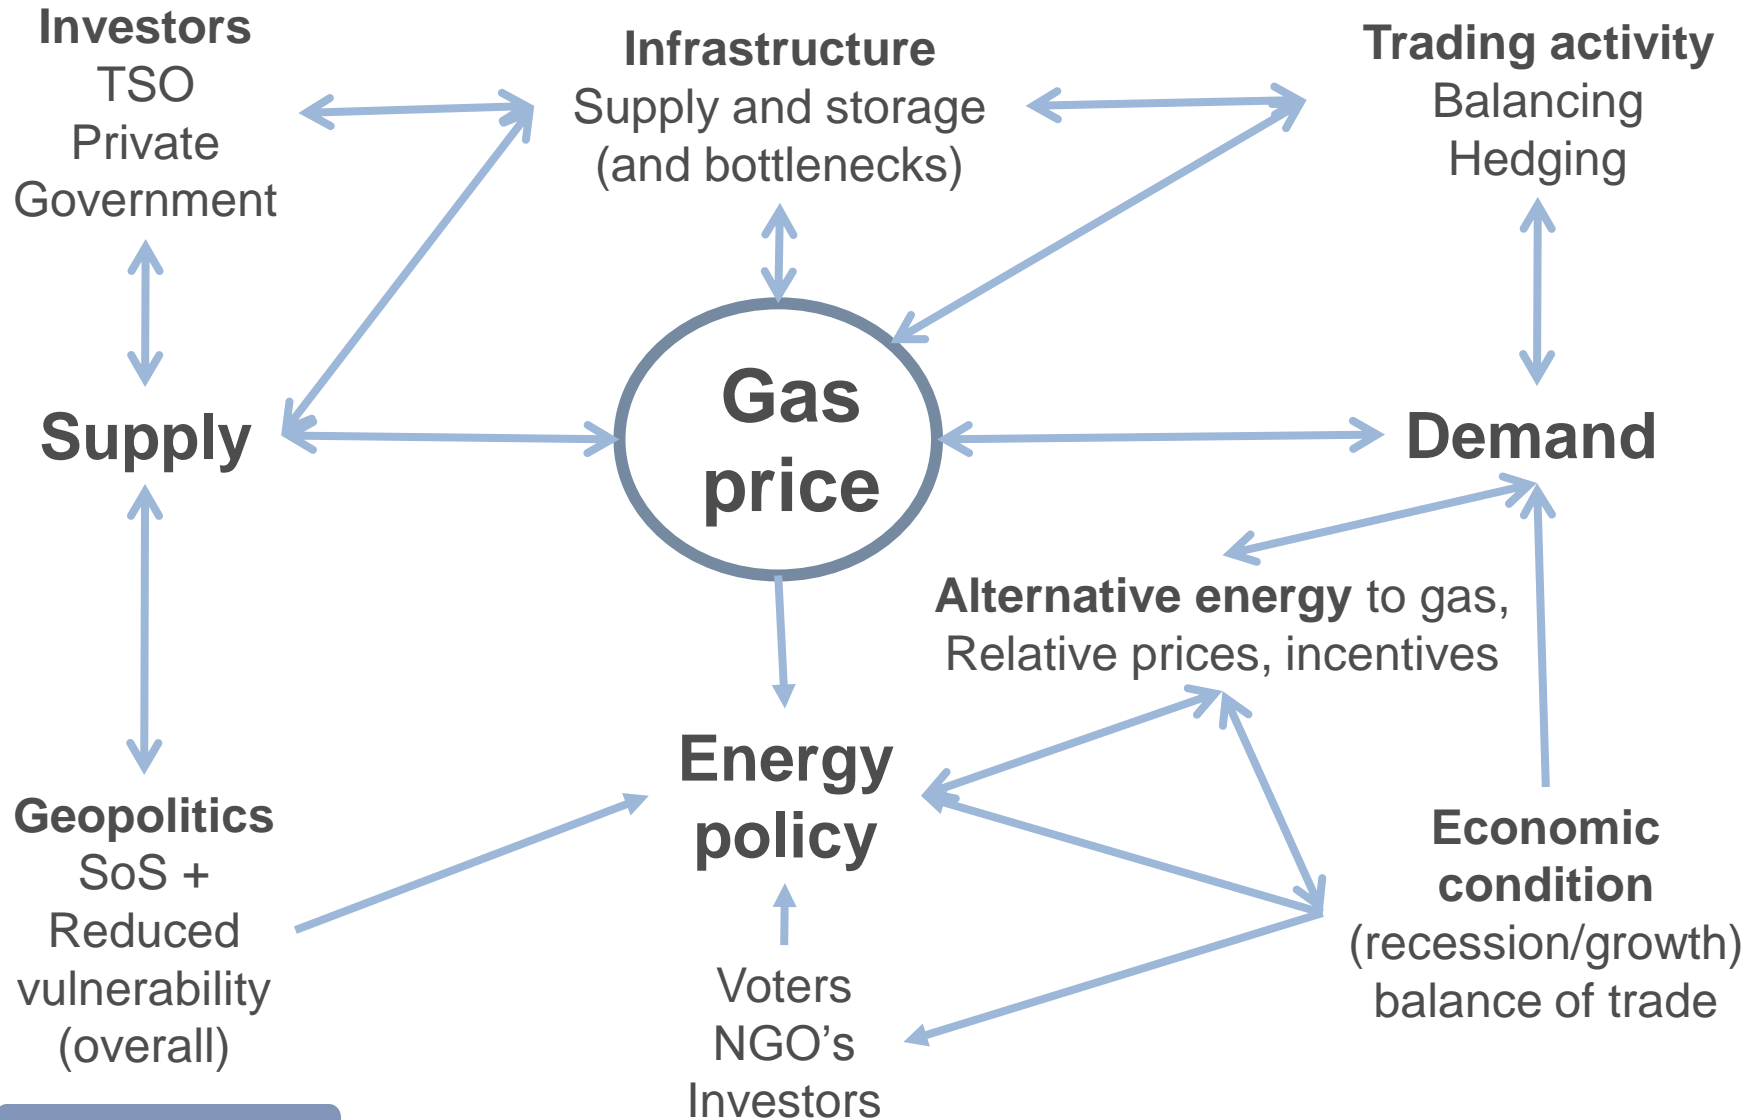 Investors
TSO
Private
Government
Infrastructure
Supply and storage
(and bottlenecks)
Trading activity
Balancing
Hedging
Supply
Gas
price
Demand
Alternative energy to gas,
Relative prices, incentives
Energy
policy
Geopolitics
SoS +
Reduced
vulnerability
(overall)
Voters
NGO’s
Investors
Economic
condition
(recession/growth)
balance of trade